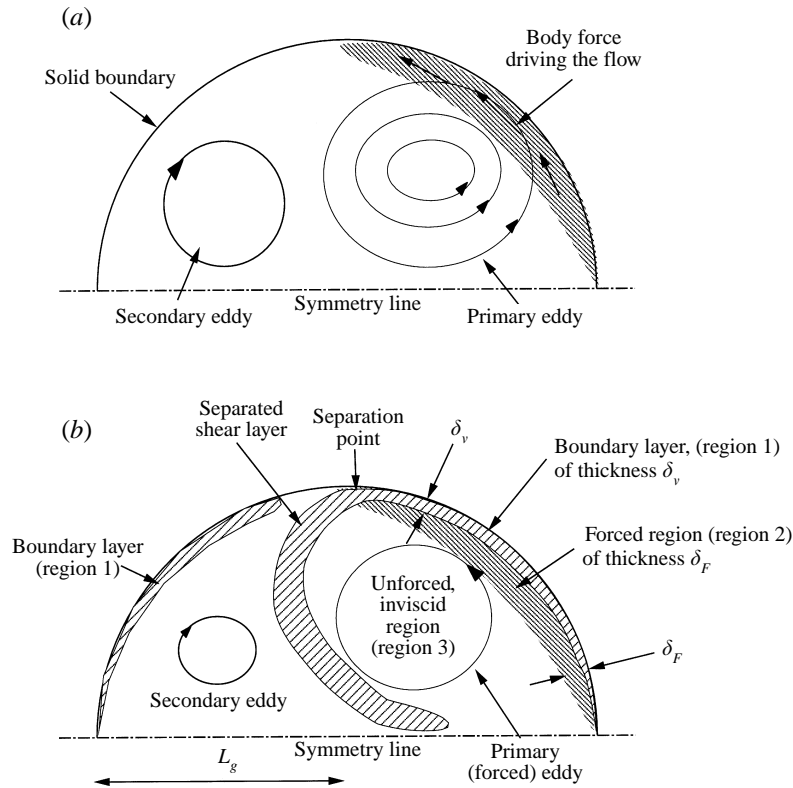 (a)
Body force
driving the flow
Solid boundary
Secondary eddy
Symmetry line
Primary eddy
(b)
Separated
shear layer
Separation
point
δv
Boundary layer, (region 1)
of thickness δv
Boundary layer
(region 1)
Forced region (region 2)
of thickness δF
Unforced,
inviscid
region
(region 3)
δF
Secondary eddy
Symmetry line
Primary
(forced) eddy
Lg